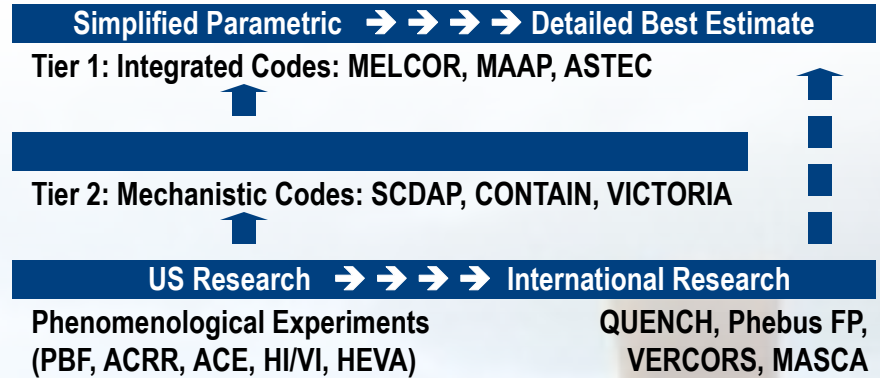 Simplified Parametric → → → → Detailed Best Estimate
Tier 1: Integrated Codes: MELCOR, MAAP, ASTEC
Tier 2: Mechanistic Codes: SCDAP, CONTAIN, VICTORIA
US Research → → → → International Research
Phenomenological Experiments
(PBF, ACRR, ACE, HI/VI, HEVA)
QUENCH, Phebus FP,
VERCORS, MASCA